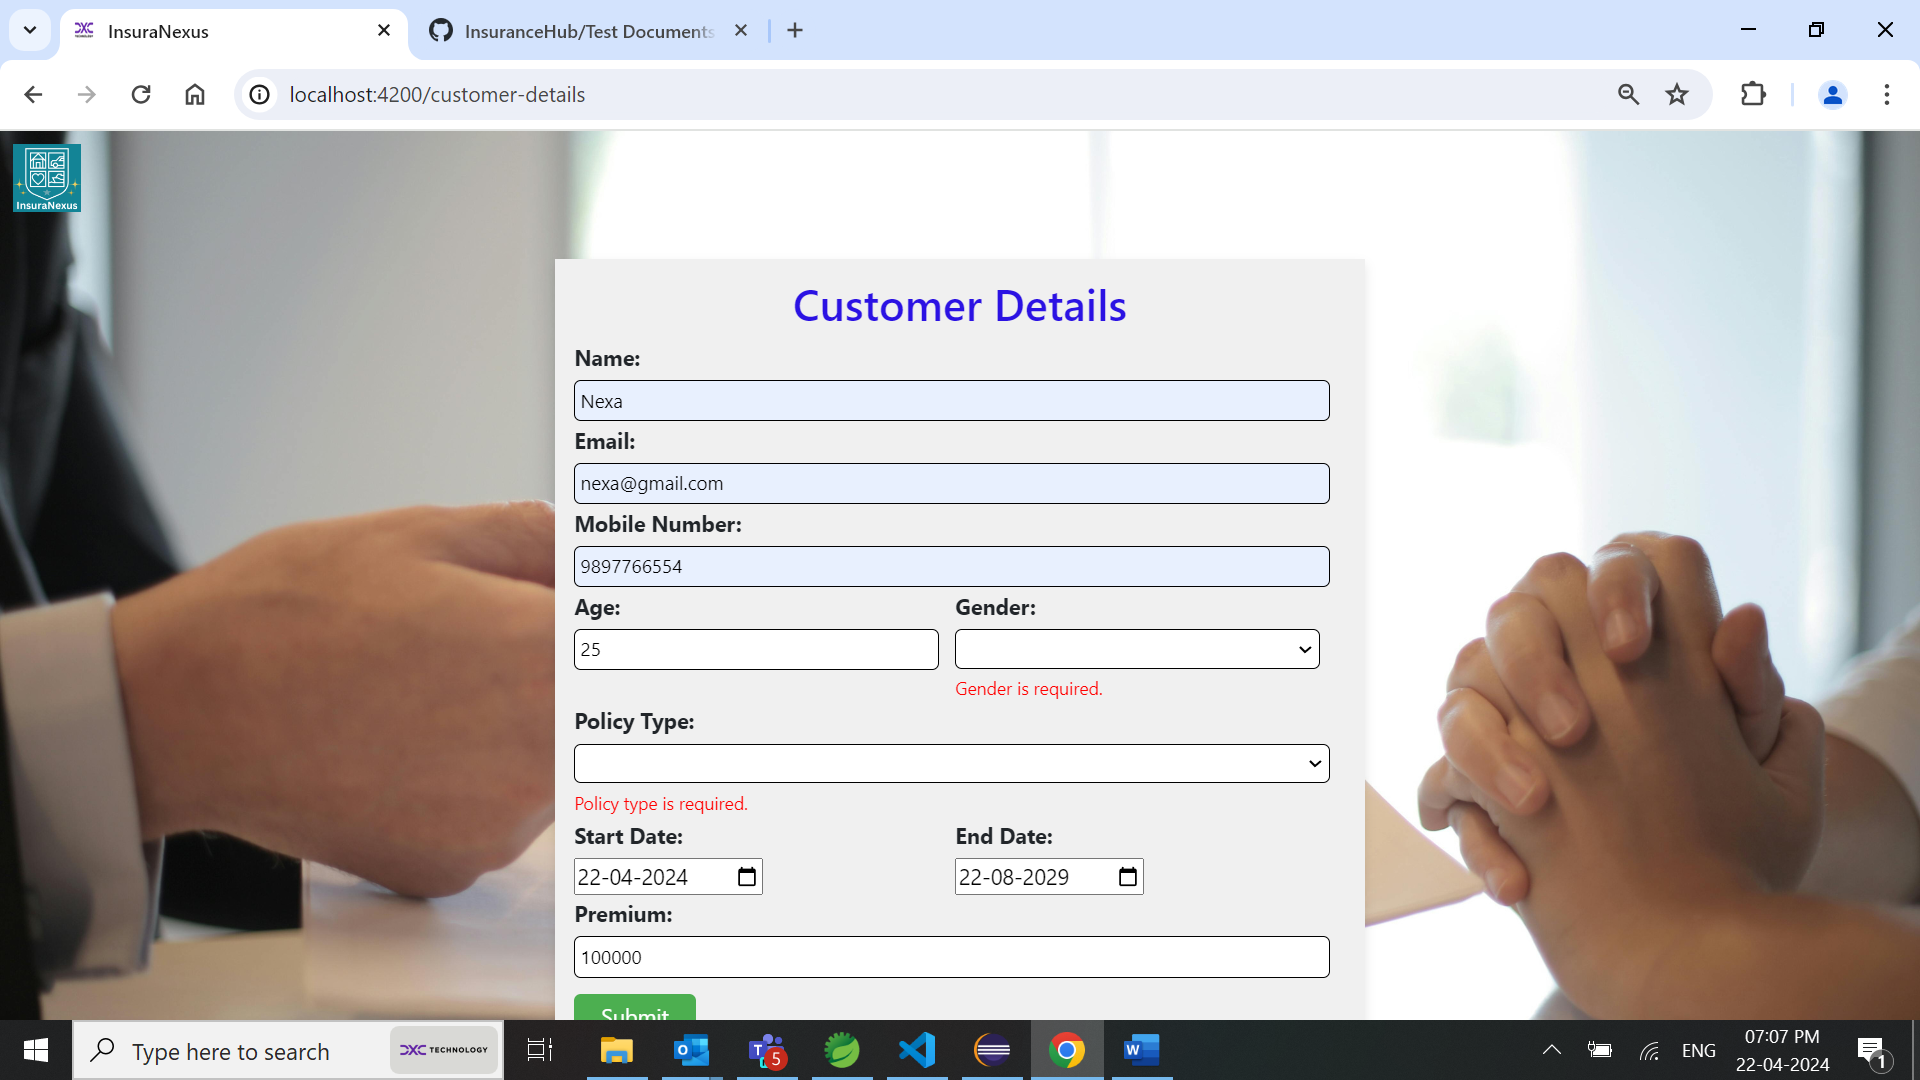 InsuraNexus
InsuranceHub/Test Documents
localhost:4200/customer-details
InsuraNexus
Customer Details
Name:
Nexa
Email:
nexa@gmail.com
Mobile Number:
9897766554
Age:
Gender:
25
Gender is required.
Policy Type:
Policy type is required.
Start Date:
End Date:
22-04-2024
22-08-2029
Premium:
100000
Submit
Type here to search
DXC TECHNOLOGY
5
ENG
07:07 PM
22-04-2024
1